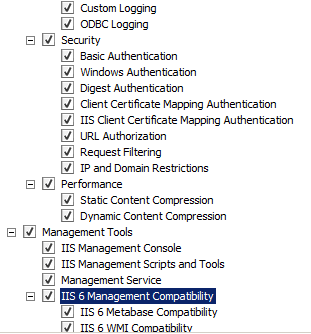 Custom Logging
ODBC Logging
Security
Basic Authentication
Windows Authentication
Digest Authentication
Client Certificate Mapping Authentication
IIS Client Certificate Mapping Authentication
URL Authorization
Request Filtering
IP and Domain Restrictions
Performance
Static Content Compression
Dynamic Content Compression
Management Tools
IIS Management Console
IIS Management Scripts and Tools
Management Service
IIS 6 Management Compatibility
IIS 6 Metabase Compatibility
IIS 6 WMI Compatibility